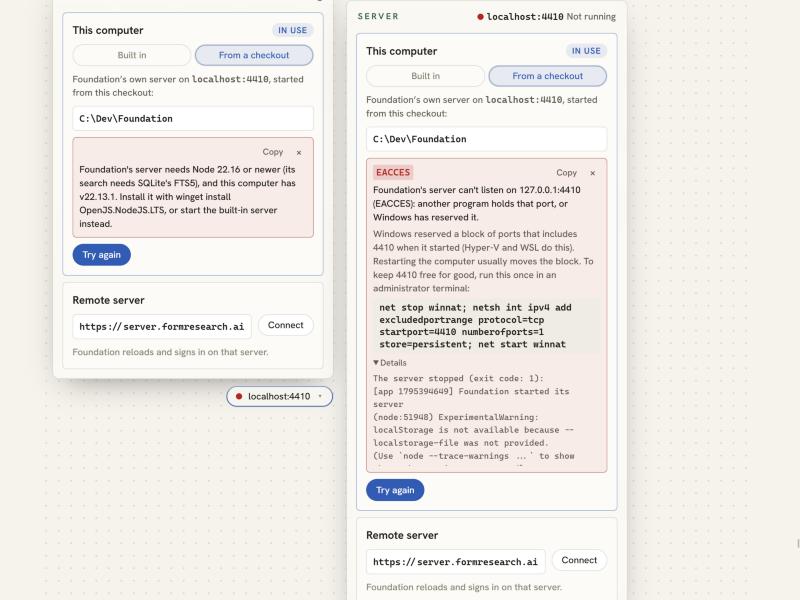 This computer
IN USE
Built in
From a checkout
Foundation's own server on localhost:4410, started
from this checkout:
C:\Dev\Foundation
Copy ×
Foundation's server needs Node 22.16 or newer (its
search needs SQLite's FTS5), and this computer has
v22.13.1. Install it with winget install
OpenJS.NodeJS.LTS, or start the built-in server
instead.
Try again
Remote server
https://server.formresearch.ai
Connect
Foundation reloads and signs in on that server.
localhost:4410
SERVER
localhost:4410 Not running
This computer
IN USE
Built in
From a checkout
Foundation's own server on localhost:4410, started
from this checkout:
C:\Dev\Foundation
EACCES
Copy ×
Foundation's server can't listen on 127.0.0.1:4410
(EACCES): another program holds that port, or
Windows has reserved it.
Windows reserved a block of ports that includes
4410 when it started (Hyper-V and WSL do this).
Restarting the computer usually moves the block. To
keep 4410 free for good, run this once in an
administrator terminal:
net stop winnat; netsh int ipv4 add
excludedportrange protocol=tcp
startport=4410 numberofports=1
store=persistent; net start winnat
▼ Details
The server stopped (exit code: 1):
[app 1795394649] Foundation started its
server
(node:51948) ExperimentalWarning:
localStorage is not available because --
localstorage-file was not provided.
(Use `node --trace-warnings ...` to show
Try again
Remote server
https://server.formresearch.ai
Connect
Foundation reloads and signs in on that server.